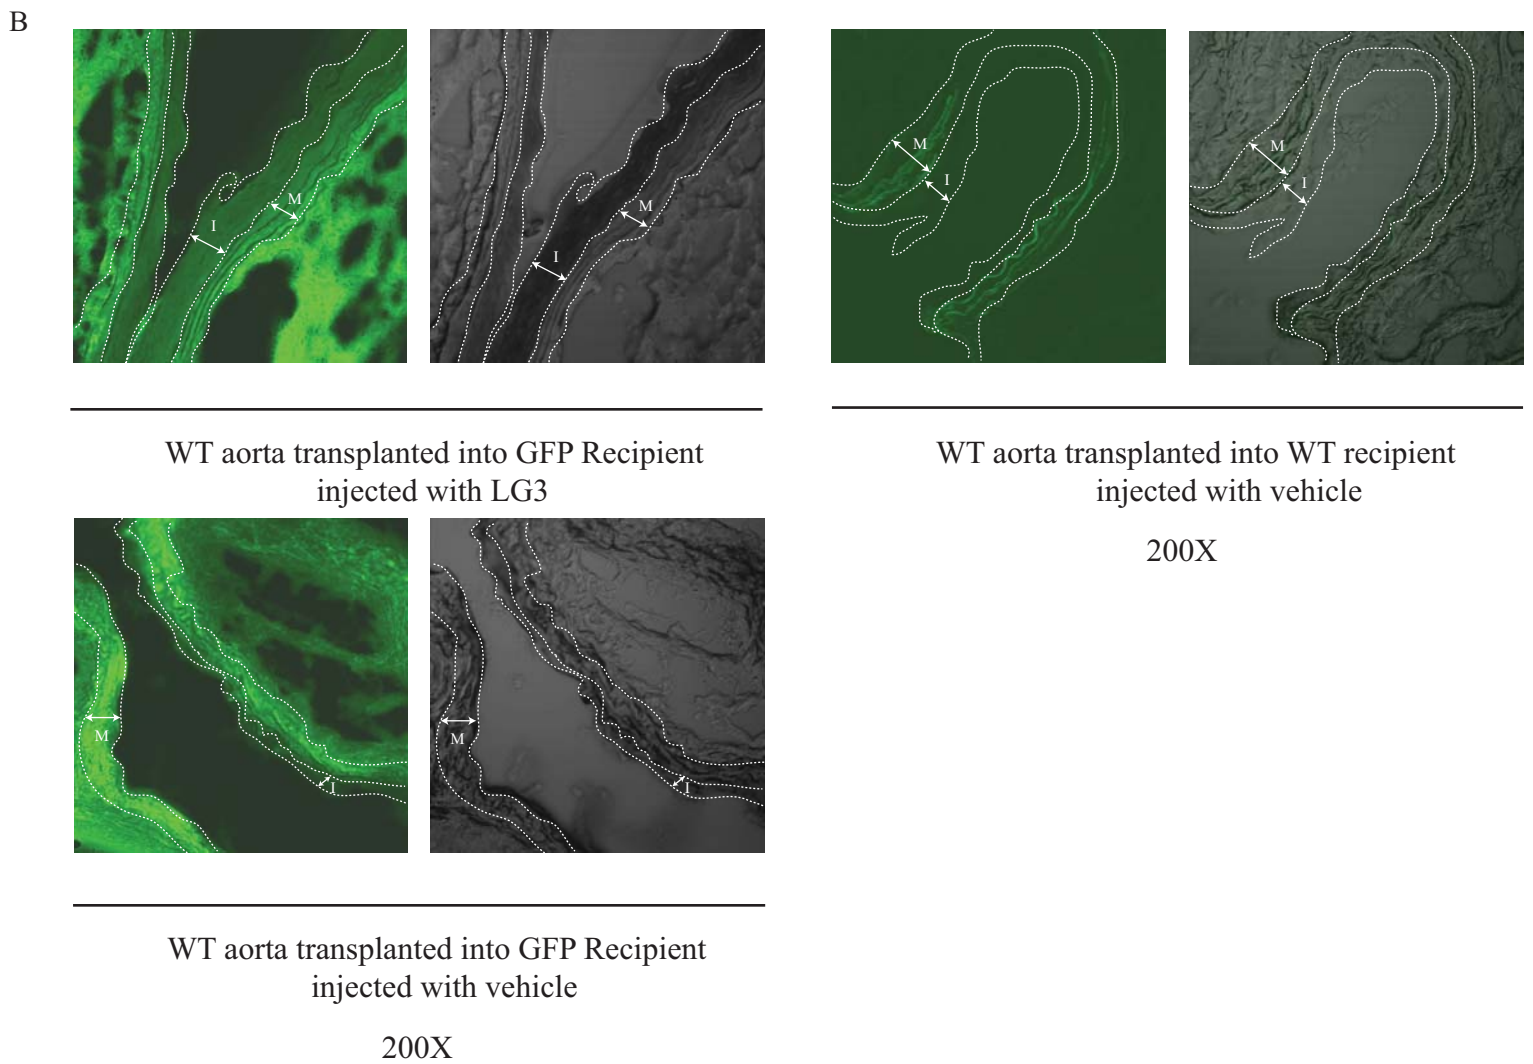 B
M
I
M
I
M
I
M
I
WT aorta transplanted into GFP Recipient
injected with LG3
WT aorta transplanted into WT recipient
injected with vehicle
200X
M
I
M
I
WT aorta transplanted into GFP Recipient
injected with vehicle
200X